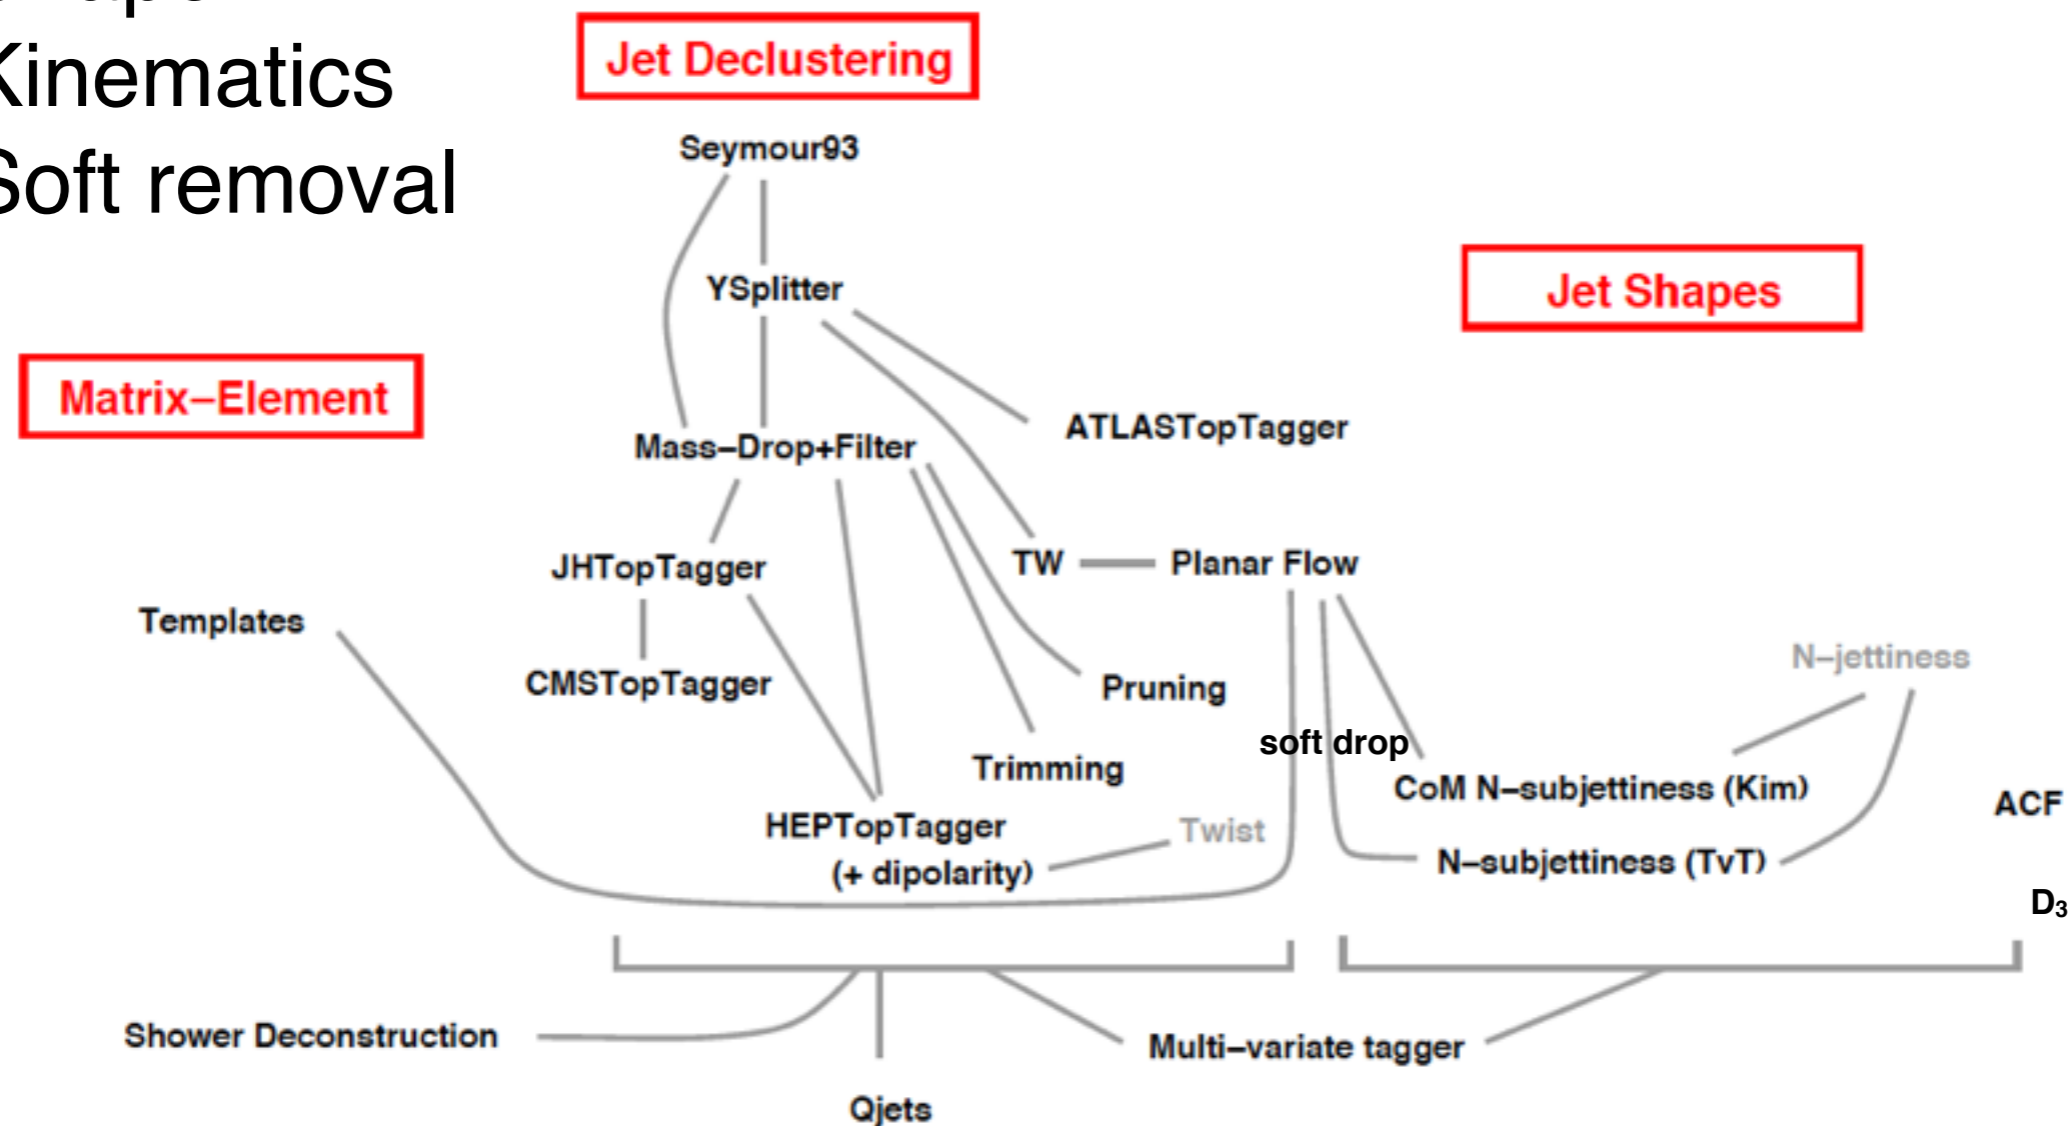 Kinematics
Soft removal
Jet Declustering
Seymour93
YSplitter
Jet Shapes
Matrix–Element
ATLASTopTagger
Mass–Drop+Filter
JHTopTagger
TW
Planar Flow
Templates
CMSTopTagger
Pruning
N–jettiness
soft drop
Trimming
CoM N–subjettiness (Kim)
ACF
HEPTopTagger
(+ dipolarity)
Twist
N–subjettiness (TvT)
D₃
Shower Deconstruction
Multi–variate tagger
Qjets